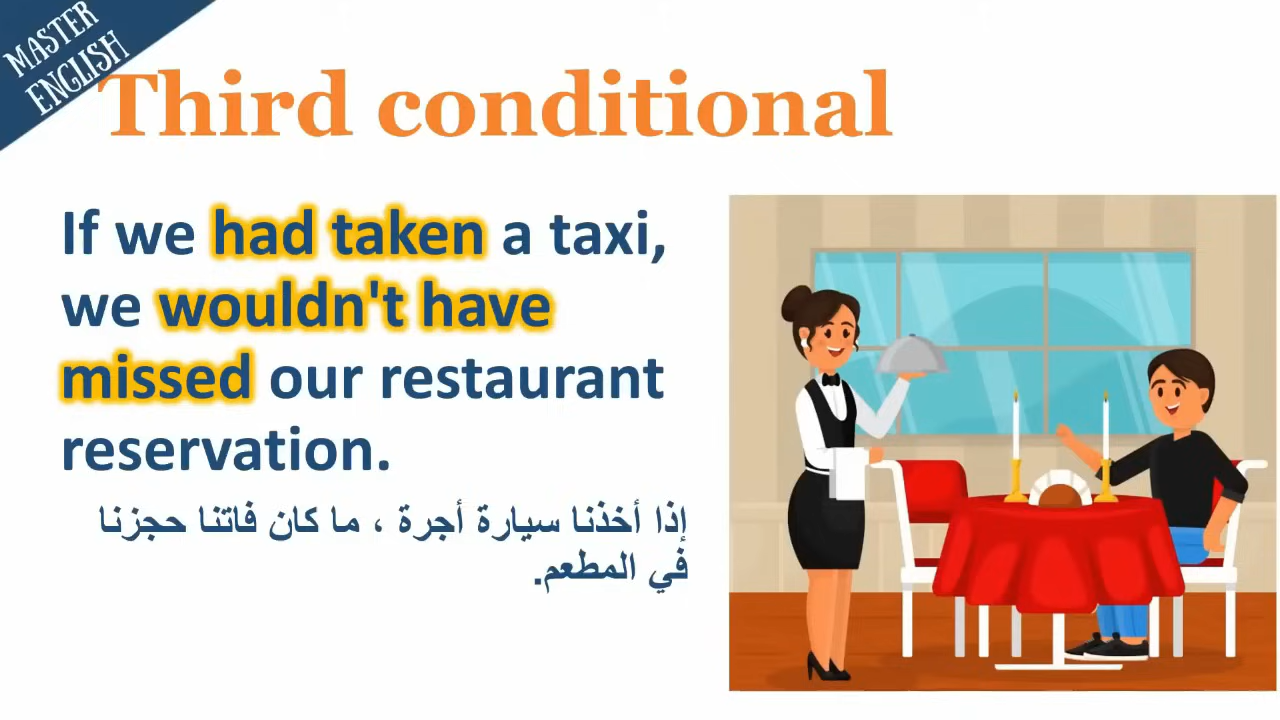 MASTER
ENGLISH
Third conditional
If we had taken a taxi,
we wouldn't have
missed our restaurant
reservation.
إذا أخذنا سيارة أجرة ، ما كان فاتنا حجزنا
في المطعم.